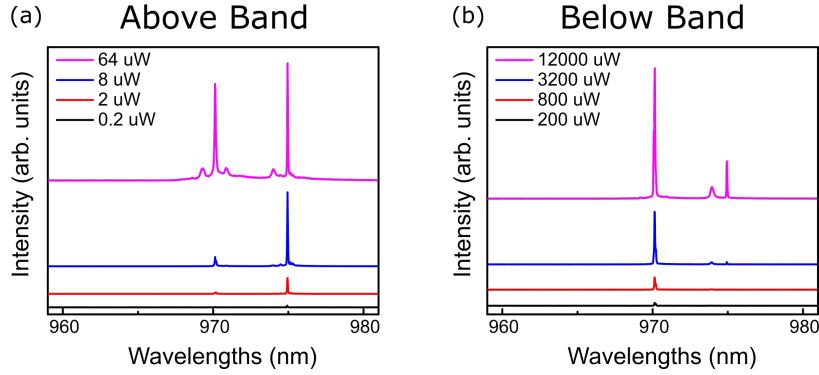 (a) Above Band
64 uW
8 uW
2 uW
0.2 uW
Intensity (arb. units)
960 970 980
Wavelengths (nm)
(b) Below Band
12000 uW
3200 uW
800 uW
200 uW
Intensity (arb. units)
960 970 980
Wavelengths (nm)